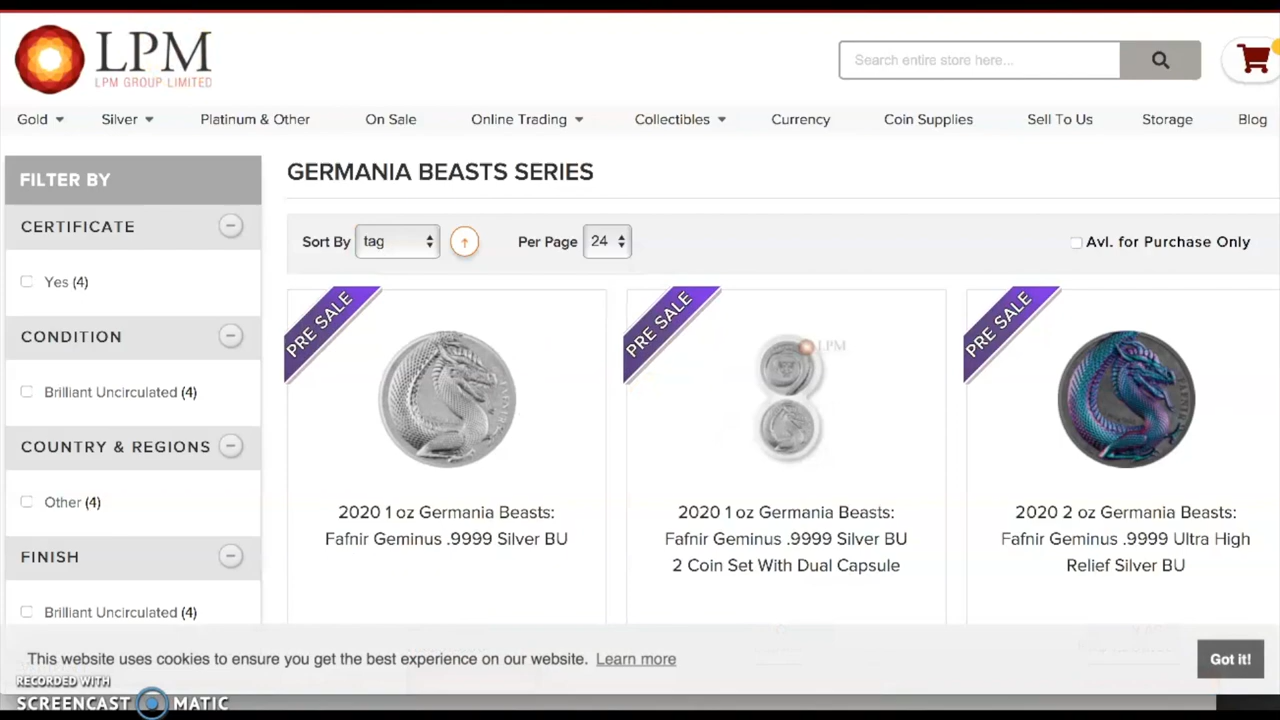 LPM
LPM GROUP LIMITED
Search entire store here...
Gold Silver Platinum & Other On Sale Online Trading Collectibles Currency Coin Supplies Sell To Us Storage Blog
FILTER BY
CERTIFICATE
Yes (4)
CONDITION
Brilliant Uncirculated (4)
COUNTRY & REGIONS
Other (4)
FINISH
Brilliant Uncirculated (4)
GERMANIA BEASTS SERIES
Sort By tag Per Page 24 Avl. for Purchase Only
PRE SALE
2020 1 oz Germania Beasts:
Fafnir Geminus .9999 Silver BU
PRE SALE
LPM
2020 1 oz Germania Beasts:
Fafnir Geminus .9999 Silver BU
2 Coin Set With Dual Capsule
PRE SALE
2020 2 oz Germania Beasts:
Fafnir Geminus .9999 Ultra High
Relief Silver BU
This website uses cookies to ensure you get the best experience on our website. Learn more
Got it!
RECORDED WITH
SCREENCAST MATIC